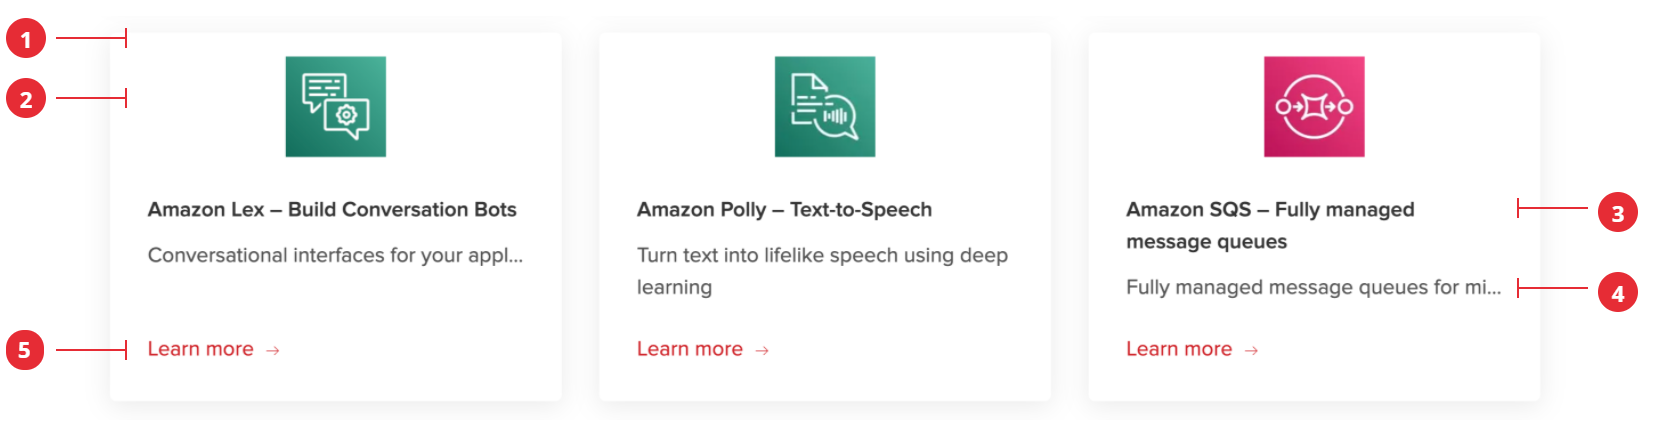 1
2
Amazon Lex – Build Conversation Bots
Conversational interfaces for your appl...
5
Learn more →
Amazon Polly – Text-to-Speech
Turn text into lifelike speech using deep
learning
Learn more →
Amazon SQS – Fully managed
message queues
3
Fully managed message queues for mi...
4
Learn more →